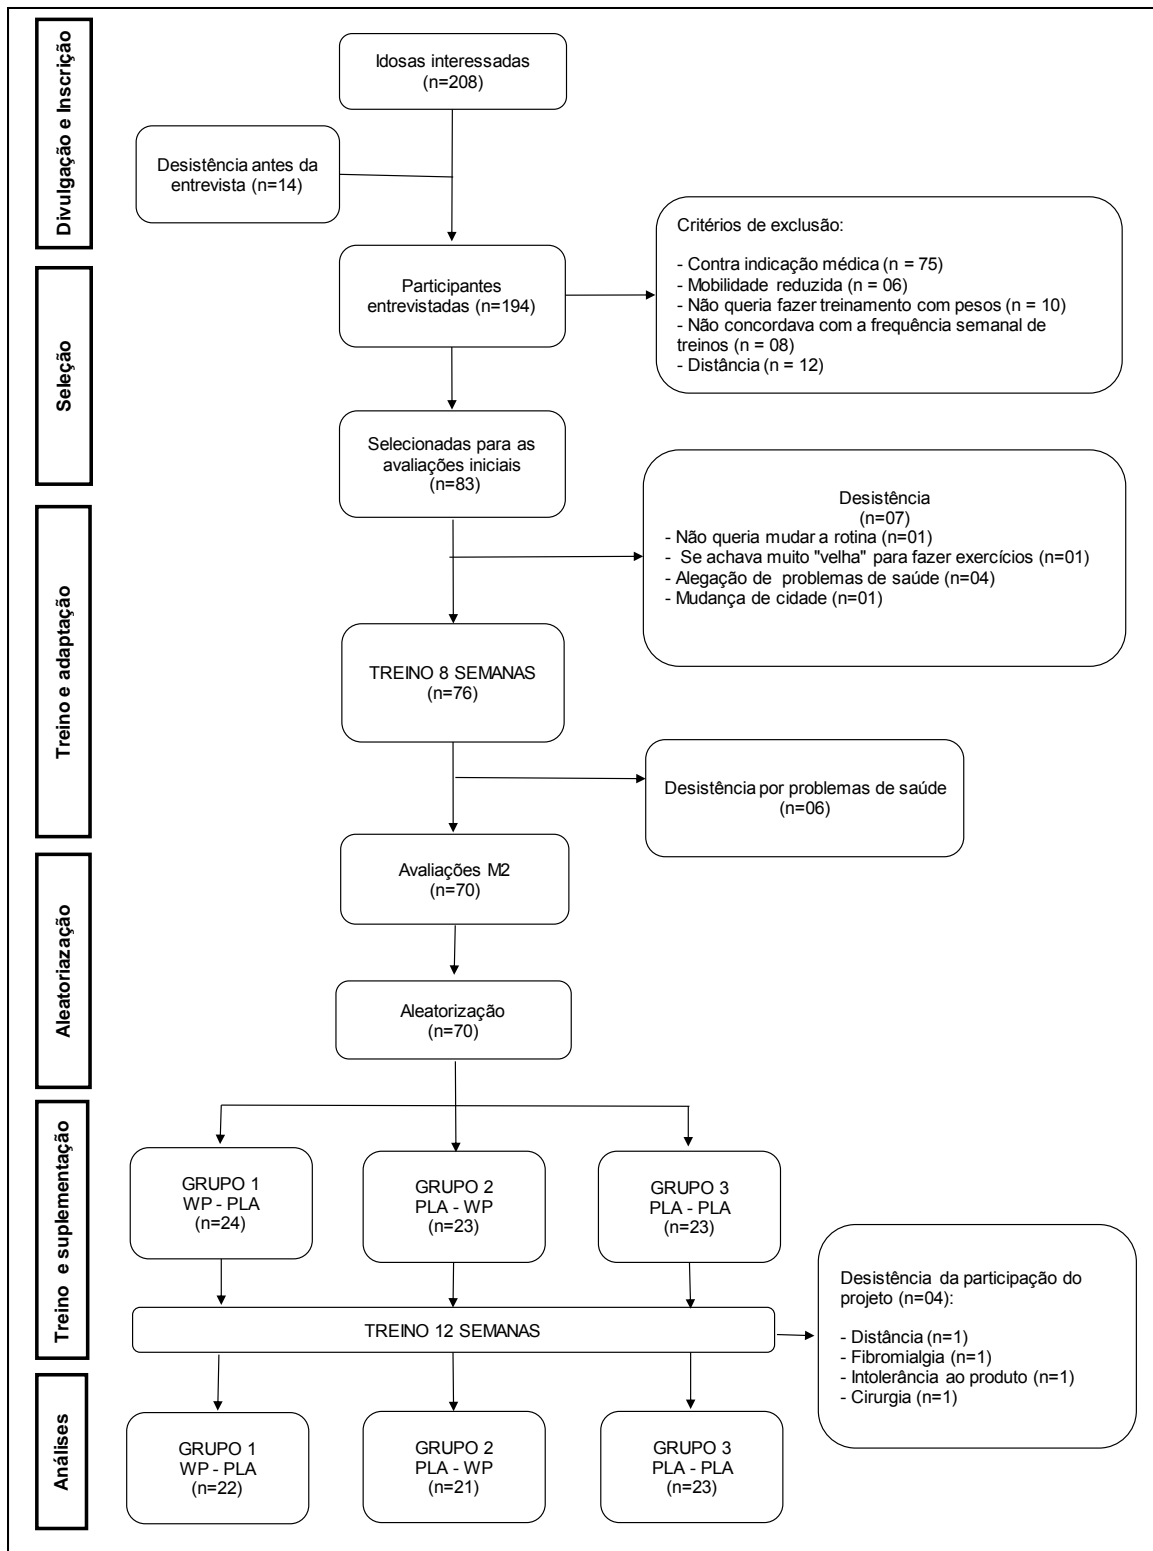 Divulgação e Inscrição
Idosas interessadas
(n=208)
Desistência antes da
entrevista (n=14)
Seleção
Participantes
entrevistadas (n=194)
Critérios de exclusão:
- Contra indicação médica (n = 75)
- Mobilidade reduzida (n = 06)
- Não queria fazer treinamento com pesos (n = 10)
- Não concordava com a frequência semanal de
treinos (n = 08)
- Distância (n = 12)
Selecionadas para as
avaliações iniciais
(n=83)
Treino e adaptação
Desistência
(n=07)
- Não queria mudar a rotina (n=01)
- Se achava muito "velha" para fazer exercícios (n=01)
- Alegação de problemas de saúde (n=04)
- Mudança de cidade (n=01)
TREINO 8 SEMANAS
(n=76)
Desistência por problemas de saúde
(n=06)
Aleatoriazação
Avaliações M2
(n=70)
Aleatorização
(n=70)
Treino e suplementação
GRUPO 1
WP - PLA
(n=24)
GRUPO 2
PLA - WP
(n=23)
GRUPO 3
PLA - PLA
(n=23)
TREINO 12 SEMANAS
Desistência da participação do
projeto (n=04):
- Distância (n=1)
- Fibromialgia (n=1)
- Intolerância ao produto (n=1)
- Cirurgia (n=1)
Análises
GRUPO 1
WP - PLA
(n=22)
GRUPO 2
PLA - WP
(n=21)
GRUPO 3
PLA - PLA
(n=23)